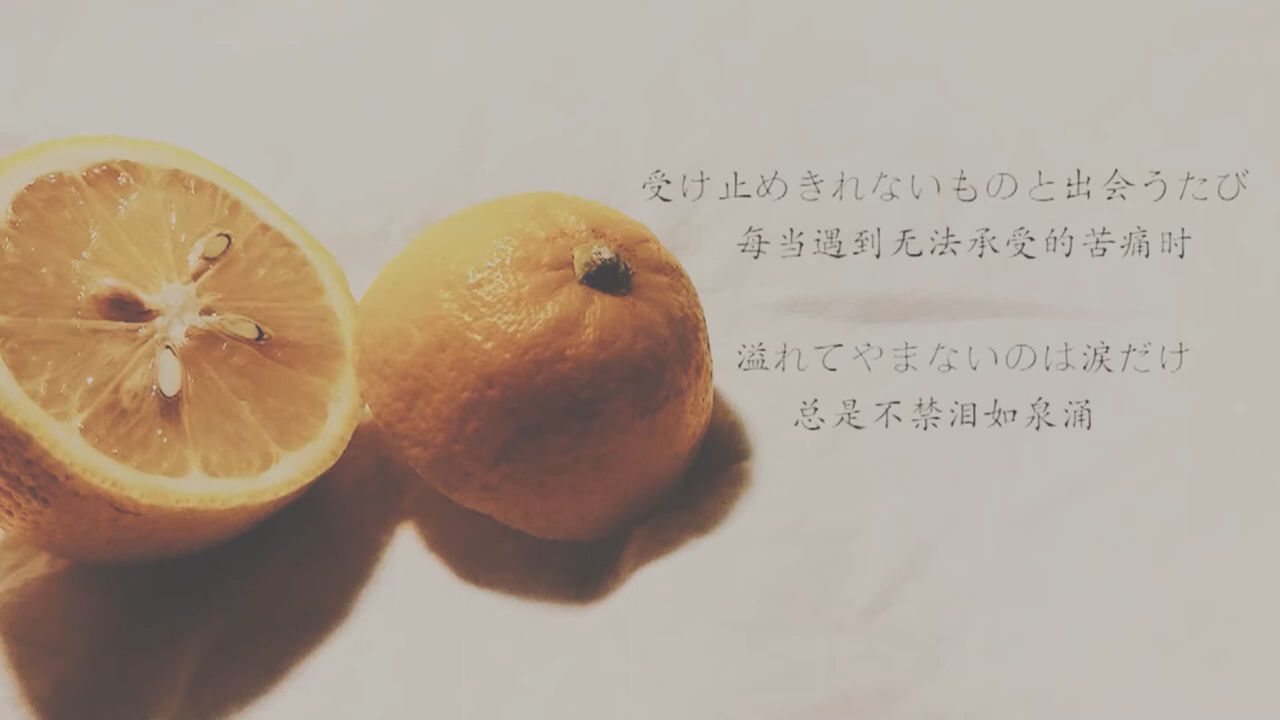 受け止めきれないものと出会うたび
每当遇到无法承受的苦痛时
溢れてやまないのは涙だけ
总是不禁泪如泉涌